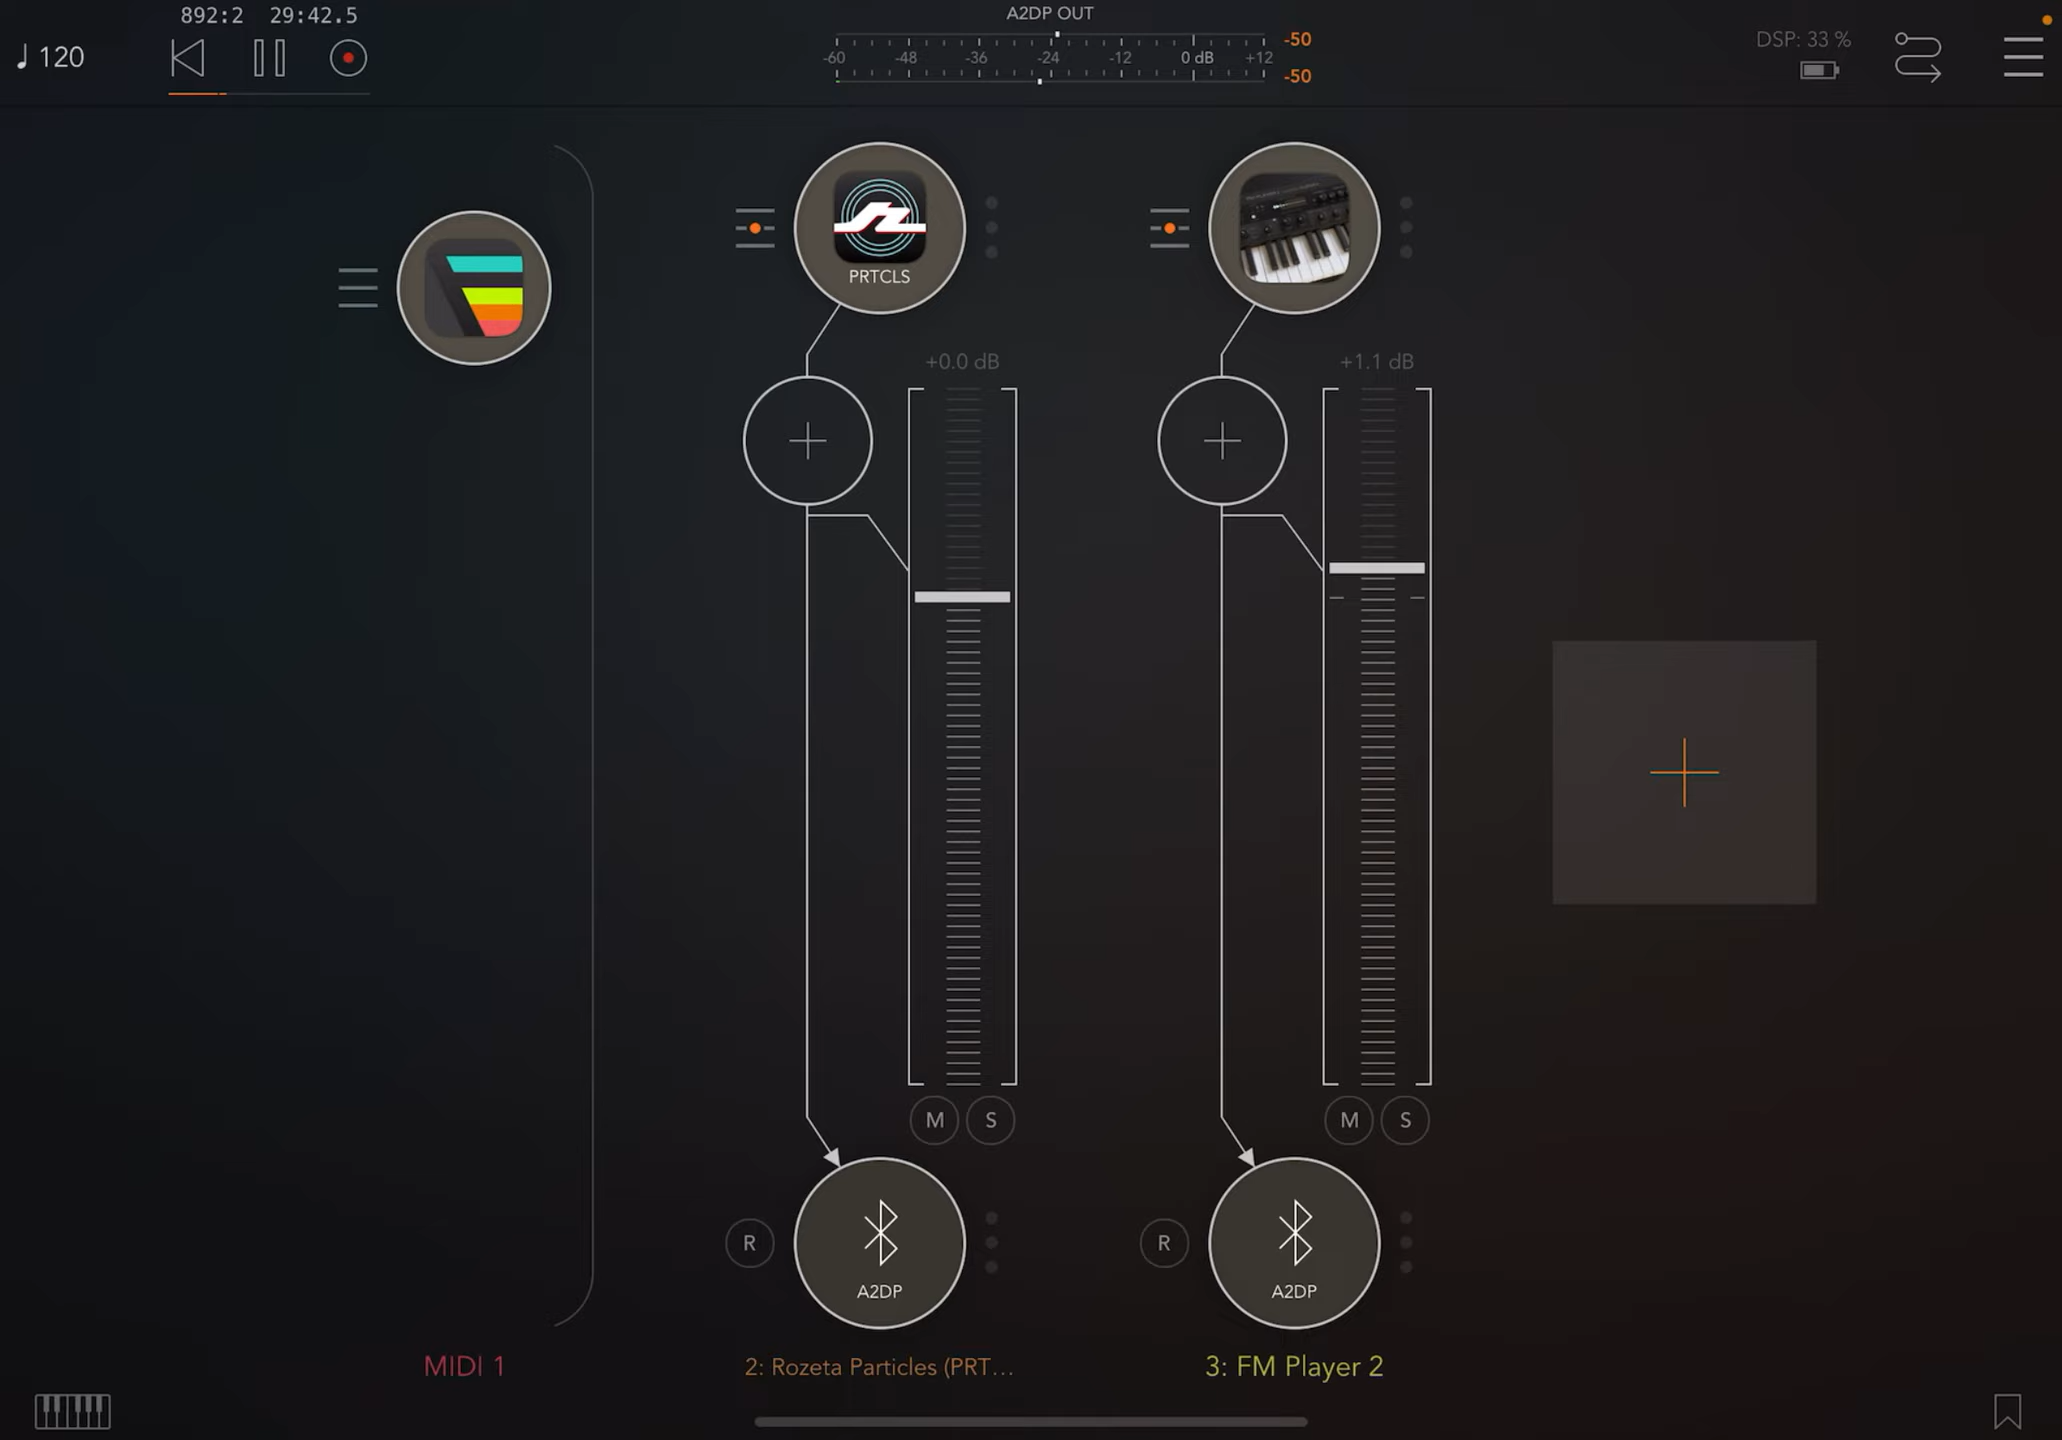 892:2 29:42.5
A2DP OUT
♩ 120
-60 -48 -36 -24 -12 0 dB +12
-50
-50
DSP: 33 %
PRTCLS
+0.0 dB
+1.1 dB
M S
M S
R
A2DP
R
A2DP
MIDI 1
2: Rozeta Particles (PRT...
3: FM Player 2